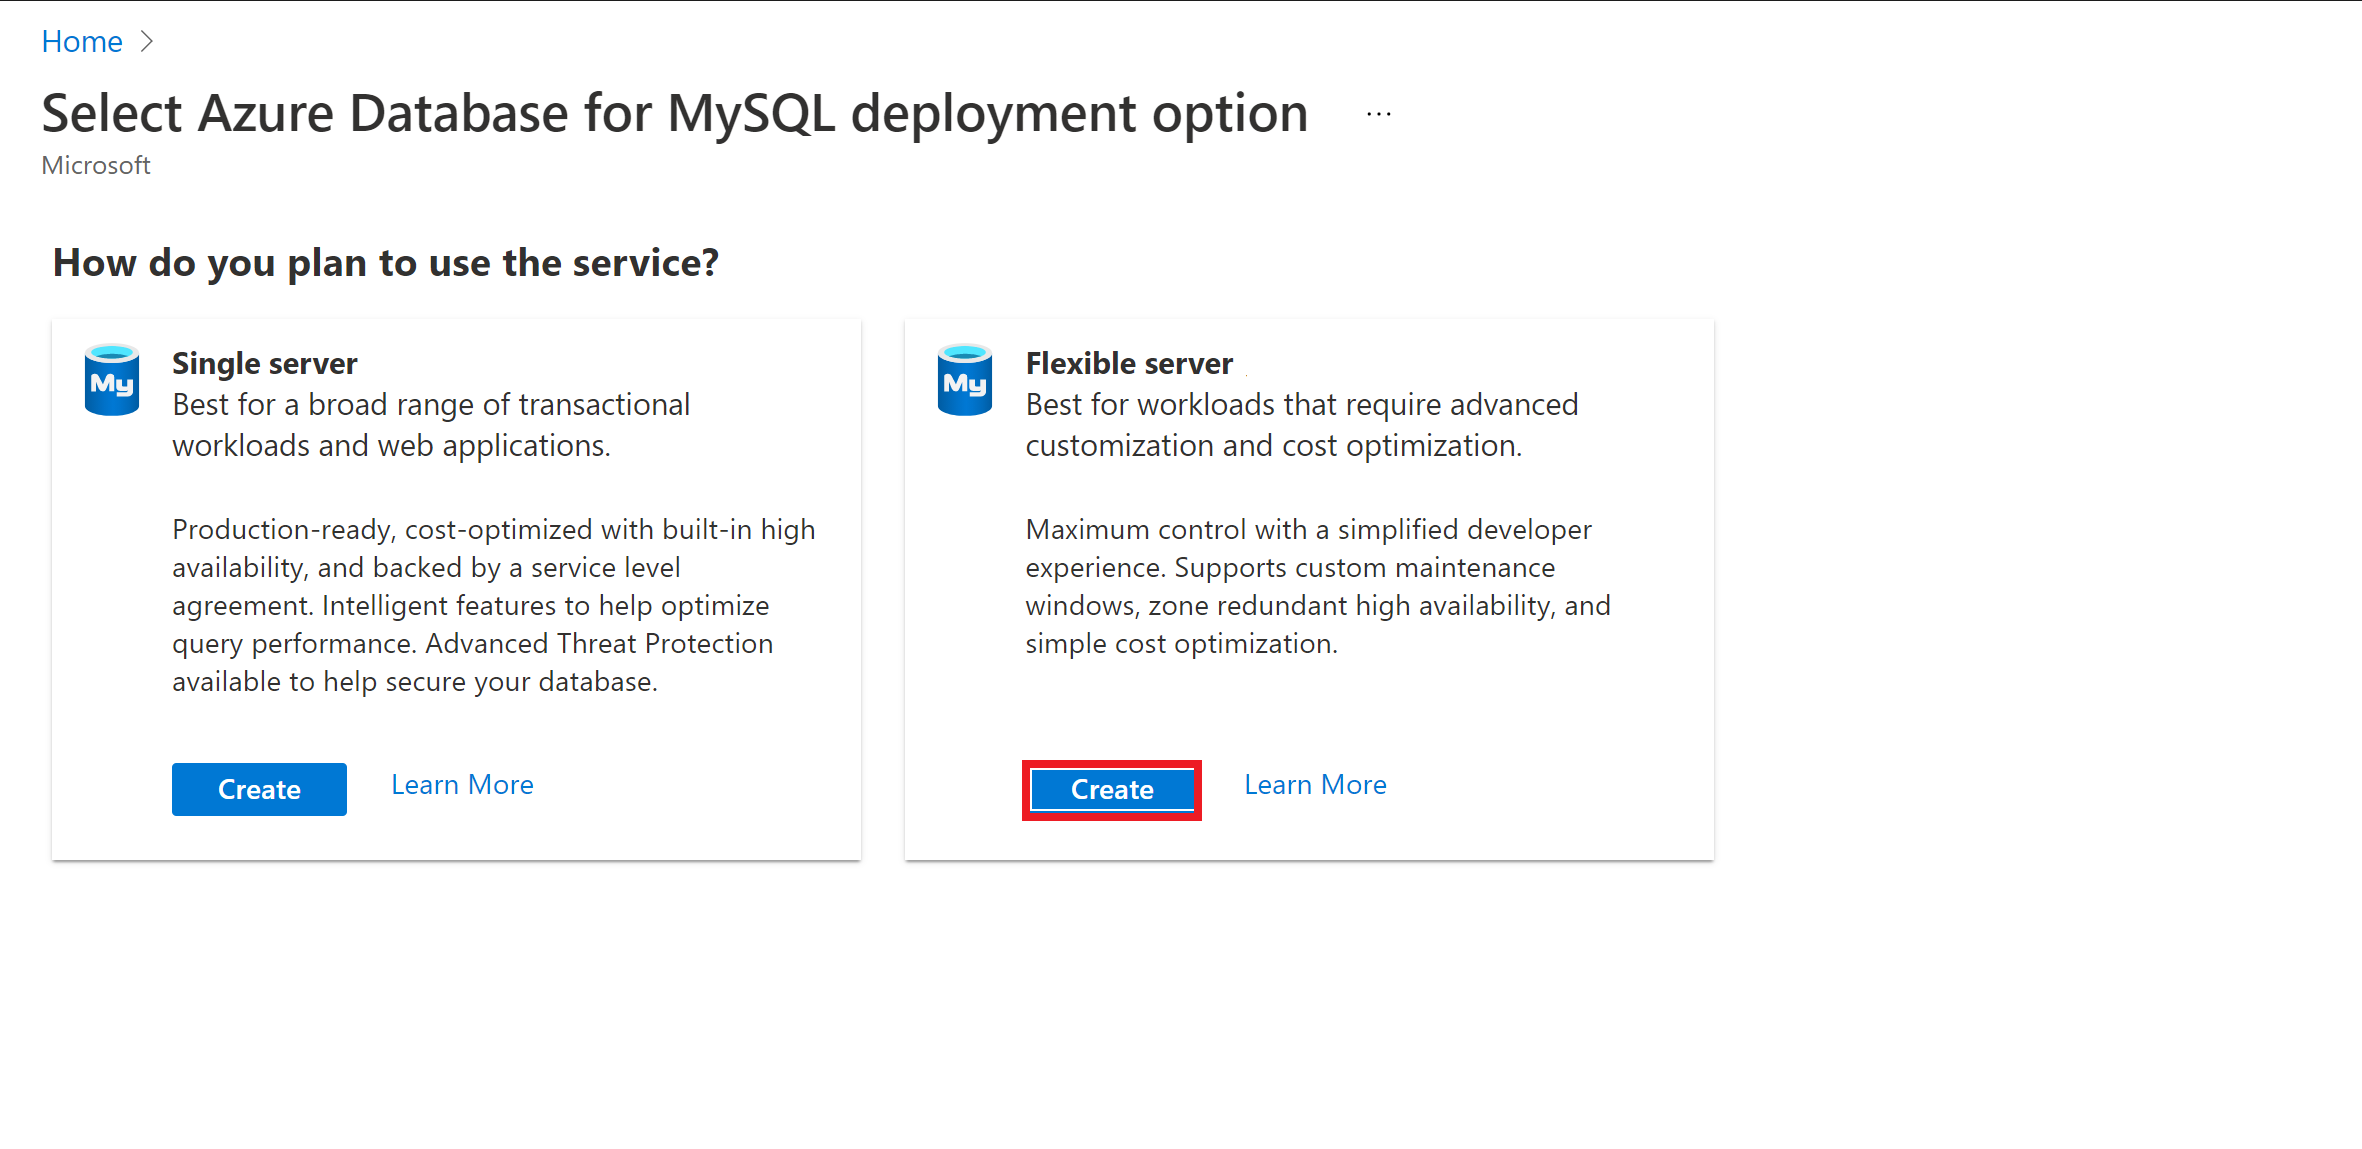 Home
Select Azure Database for MySQL deployment option ...
Microsoft
How do you plan to use the service?
My
Single server
Best for a broad range of transactional
workloads and web applications.
Production-ready, cost-optimized with built-in high
availability, and backed by a service level
agreement. Intelligent features to help optimize
query performance. Advanced Threat Protection
available to help secure your database.
Create
Learn More
My
Flexible server
Best for workloads that require advanced
customization and cost optimization.
Maximum control with a simplified developer
experience. Supports custom maintenance
windows, zone redundant high availability, and
simple cost optimization.
Create
Learn More